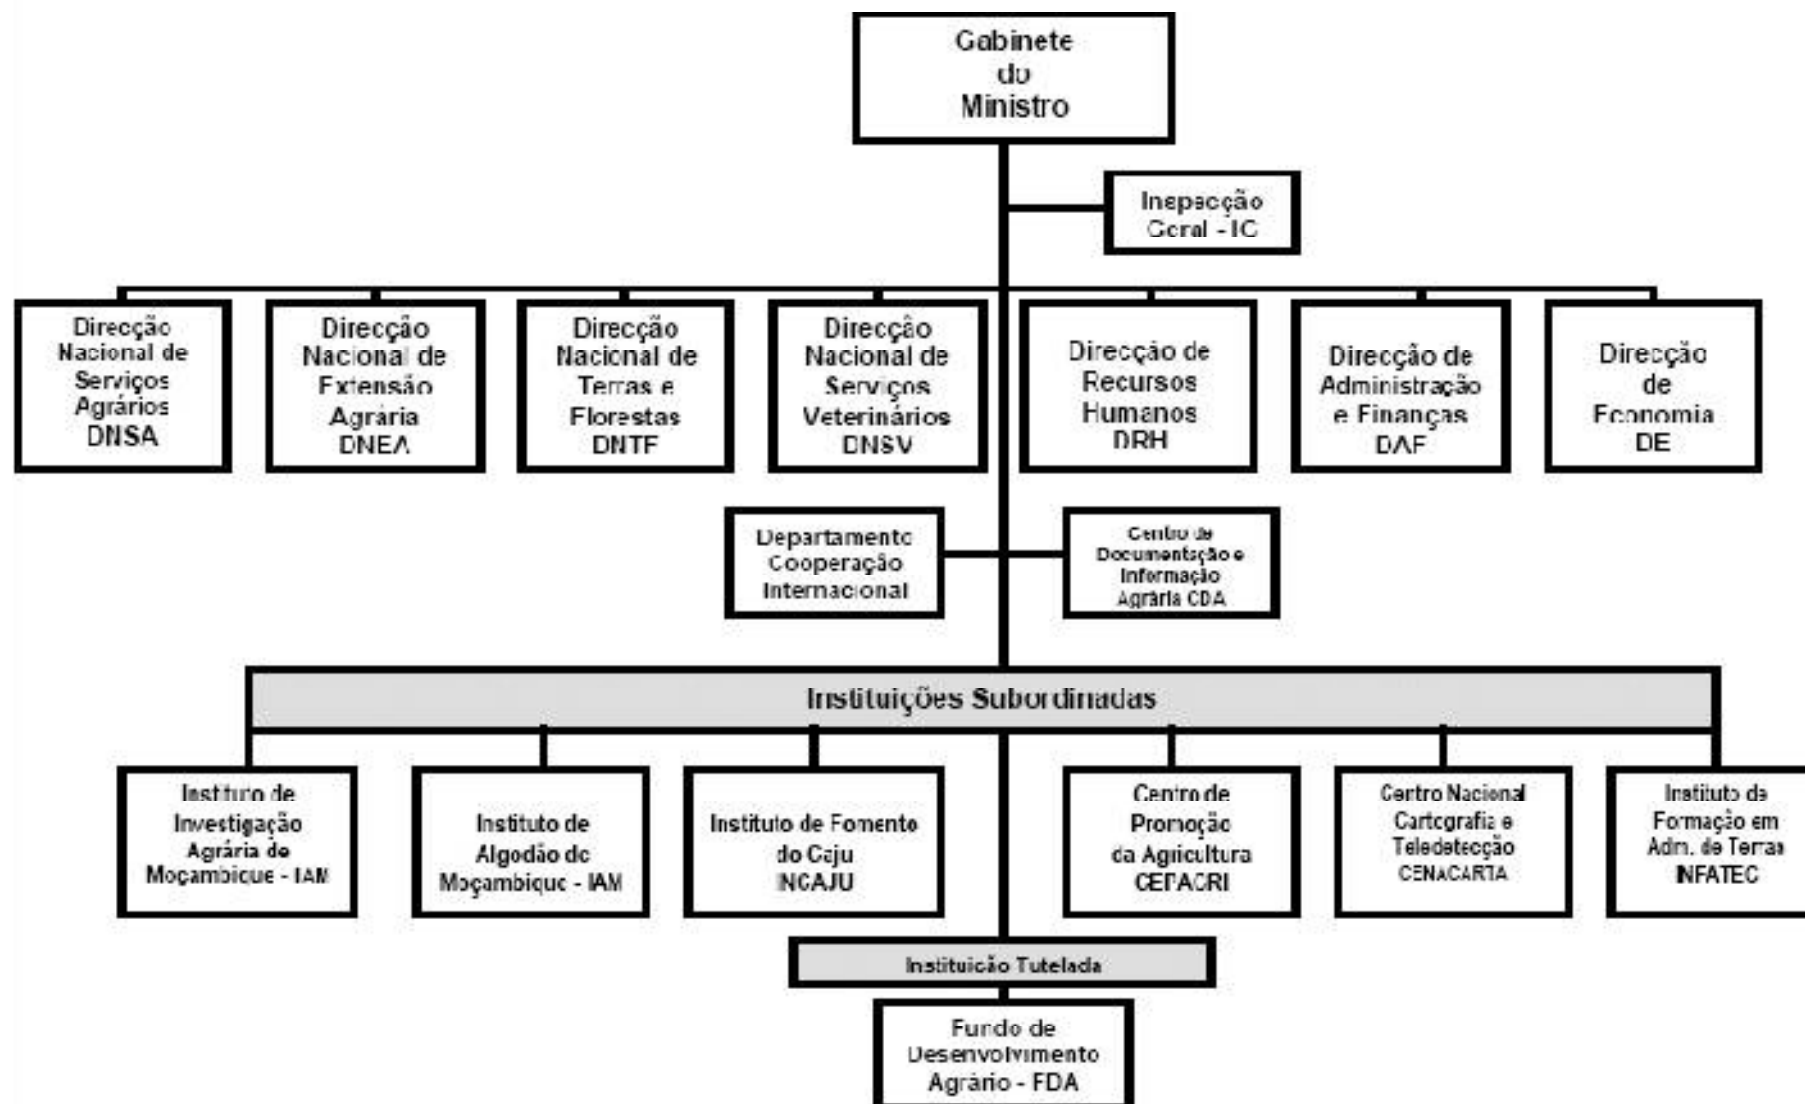 Gabinete
do
Ministro
Inspecção
Geral - IG
Direcção
Nacional de
Serviços
Agrários
DNSA
Direcção
Nacional de
Extensão
Agrária
DNEA
Direcção
Nacional de
Terras e
Florestas
DNTF
Direcção
Nacional de
Serviços
Veterinários
DNSV
Direcção de
Recursos
Humanos
DRH
Direcção de
Administração
e Finanças
DAF
Direcção
de
Economia
DE
Departamento
Cooperação
Internacional
Centro de
Documentação e
Informação
Agrária CDA
Instituições Subordinadas
Instituto de
Investigação
Agrária de
Moçambique - IAM
Instituto de
Algodão de
Moçambique - IAM
Instituto de Fomento
do Caju
INCAJU
Centro de
Promoção
da Agricultura
CEPAGRI
Centro Nacional
Cartografia e
Teledetecção
CENACARTA
Instituto de
Formação em
Adm. de Terras
INFATEC
Instituição Tutelada
Fundo de
Desenvolvimento
Agrário - FDA